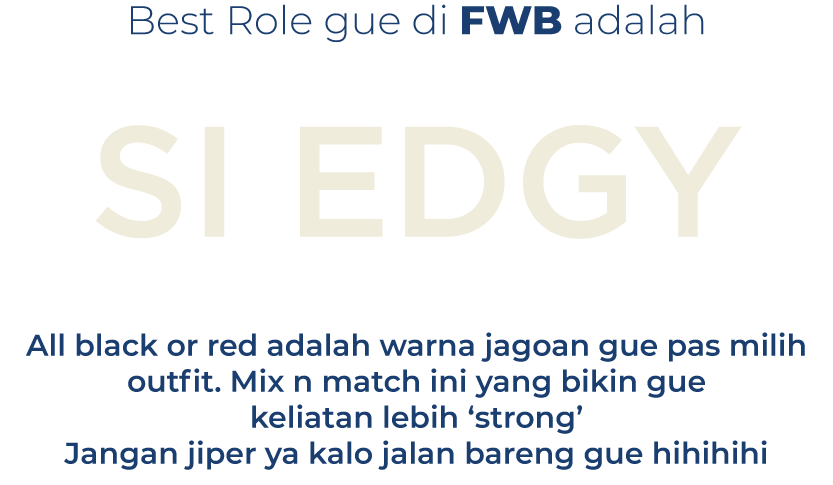 Best Role gue di FWB adalah
SI EDGY
All black or red adalah warna jagoan gue pas milih
outfit. Mix n match ini yang bikin gue
keliatan lebih ‘strong’
Jangan jiper ya kalo jalan bareng gue hihihihi